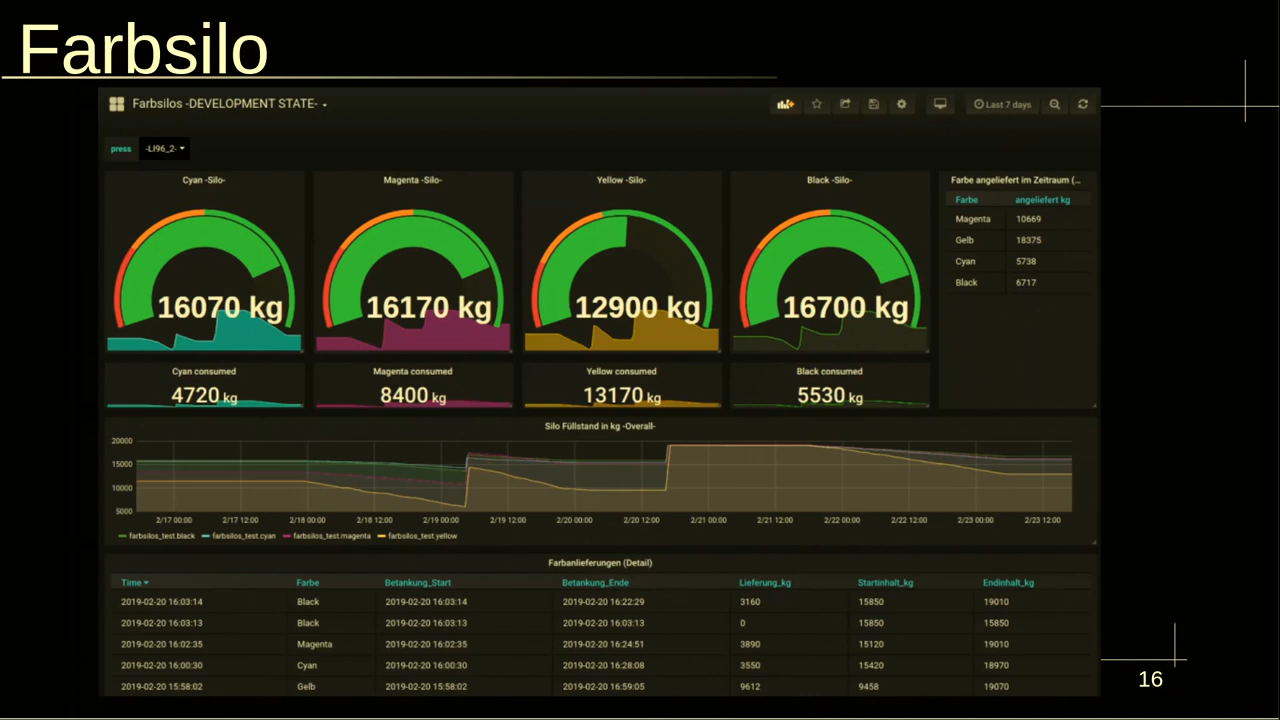 Farbsilo
Farbsilos -DEVELOPMENT STATE-
Last 7 days
press -LI96_2-
Cyan -Silo-
16070 kg
Magenta -Silo-
16170 kg
Yellow -Silo-
12900 kg
Black -Silo-
16700 kg
Farbe angeliefert im Zeitraum (...
Farbe angeliefert kg
Magenta 10669
Gelb 18375
Cyan 5738
Black 6717
Cyan consumed
4720 kg
Magenta consumed
8400 kg
Yellow consumed
13170 kg
Black consumed
5530 kg
Silo Füllstand in kg -Overall-
20000
15000
10000
5000
2/17 00:00 2/17 12:00 2/18 00:00 2/18 12:00 2/19 00:00 2/19 12:00 2/20 00:00 2/20 12:00 2/21 00:00 2/21 12:00 2/22 00:00 2/22 12:00 2/23 00:00 2/23 12:00
farbsilos_test.black farbsilos_test.cyan farbsilos_test.magenta farbsilos_test.yellow
Farbanlieferungen (Detail)
Time Farbe Betankung_Start Betankung_Ende Lieferung_kg Startinhalt_kg Endinhalt_kg
2019-02-20 16:03:14 Black 2019-02-20 16:03:14 2019-02-20 16:22:29 3160 15850 19010
2019-02-20 16:03:13 Black 2019-02-20 16:03:13 2019-02-20 16:03:13 0 15850 15850
2019-02-20 16:02:35 Magenta 2019-02-20 16:02:35 2019-02-20 16:24:51 3890 15120 19010
2019-02-20 16:00:30 Cyan 2019-02-20 16:00:30 2019-02-20 16:28:08 3550 15420 18970
2019-02-20 15:58:02 Gelb 2019-02-20 15:58:02 2019-02-20 16:59:05 9612 9458 19070
16